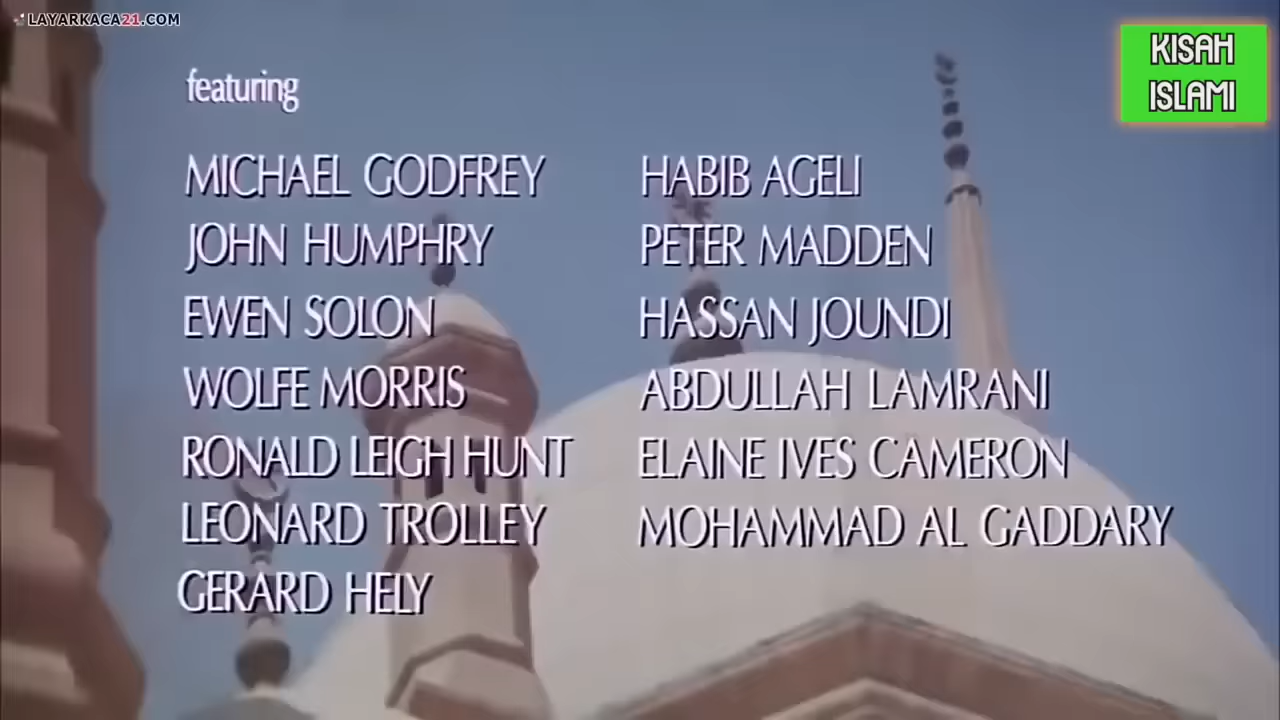 LAYARKACA21.COM
KISAH
ISLAMI
featuring
MICHAEL GODFREY
JOHN HUMPHRY
EWEN SOLON
WOLFE MORRIS
RONALD LEIGH HUNT
LEONARD TROLLEY
GERARD HELY
HABIB AGELI
PETER MADDEN
HASSAN JOUNDI
ABDULLAH LAMRANI
ELAINE IVES CAMERON
MOHAMMAD AL GADDARY